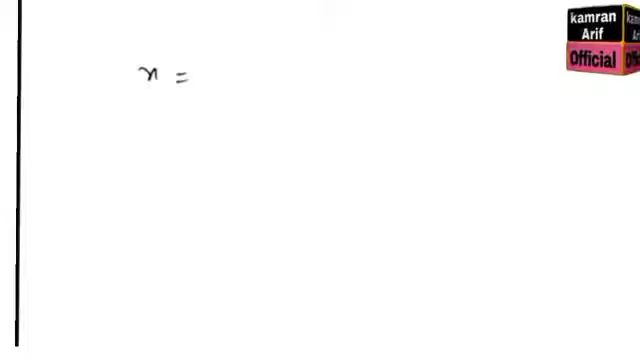 kamran
Arif
Official
x =